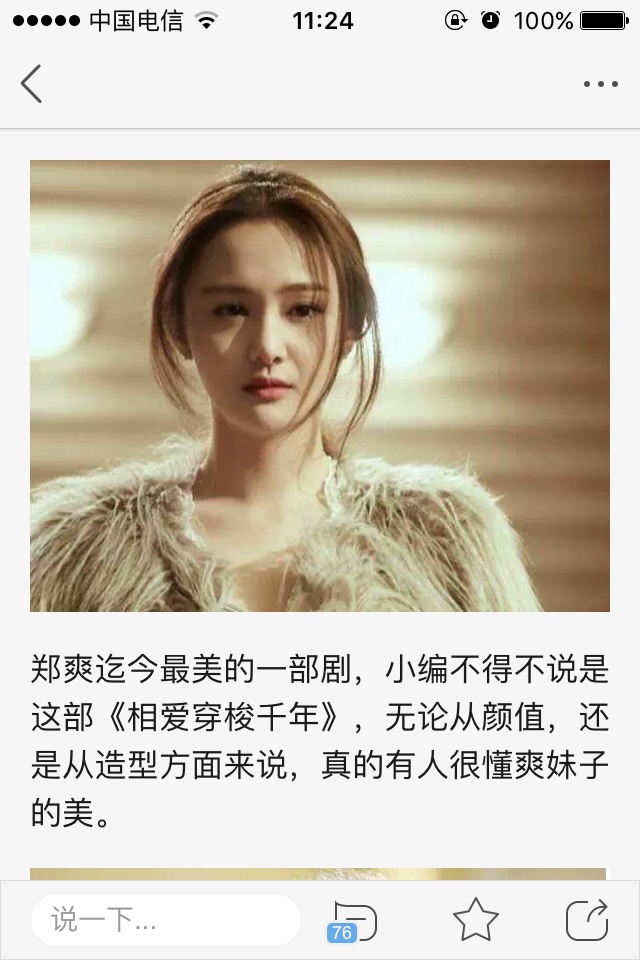 中国电信 11:24 100%
郑爽迄今最美的一部剧，小编不得不说是
这部《相爱穿梭千年》，无论从颜值，还
是从造型方面来说，真的有人很懂爽妹子
的美。
说一下... 76